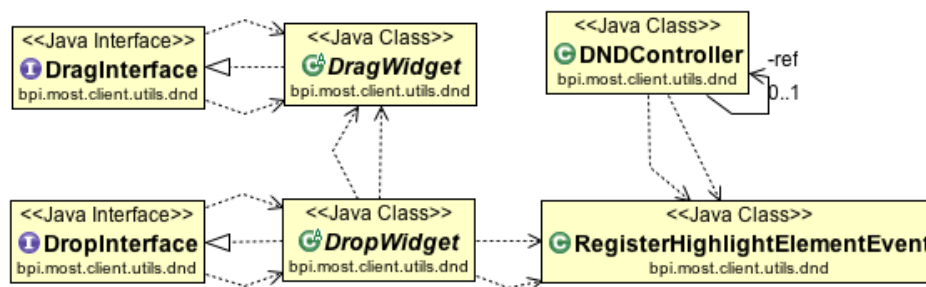 <<Java Interface>>
DragInterface
bpi.most.client.utils.dnd
<<Java Class>>
DragWidget
bpi.most.client.utils.dnd
<<Java Class>>
DNDController
bpi.most.client.utils.dnd
-ref
0..1
<<Java Interface>>
DropInterface
bpi.most.client.utils.dnd
<<Java Class>>
DropWidget
bpi.most.client.utils.dnd
<<Java Class>>
RegisterHighlightElementEvent
bpi.most.client.utils.dnd